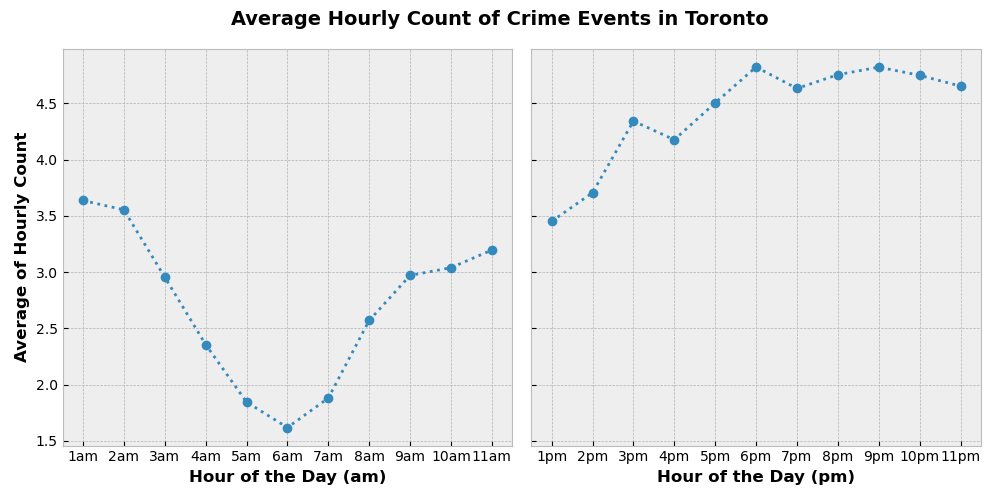 Average Hourly Count of Crime Events in Toronto
Average of Hourly Count
4.5
4.0
3.5
3.0
2.5
2.0
1.5
1am 2am 3am 4am 5am 6am 7am 8am 9am 10am 11am
Hour of the Day (am)
1pm 2pm 3pm 4pm 5pm 6pm 7pm 8pm 9pm 10pm 11pm
Hour of the Day (pm)